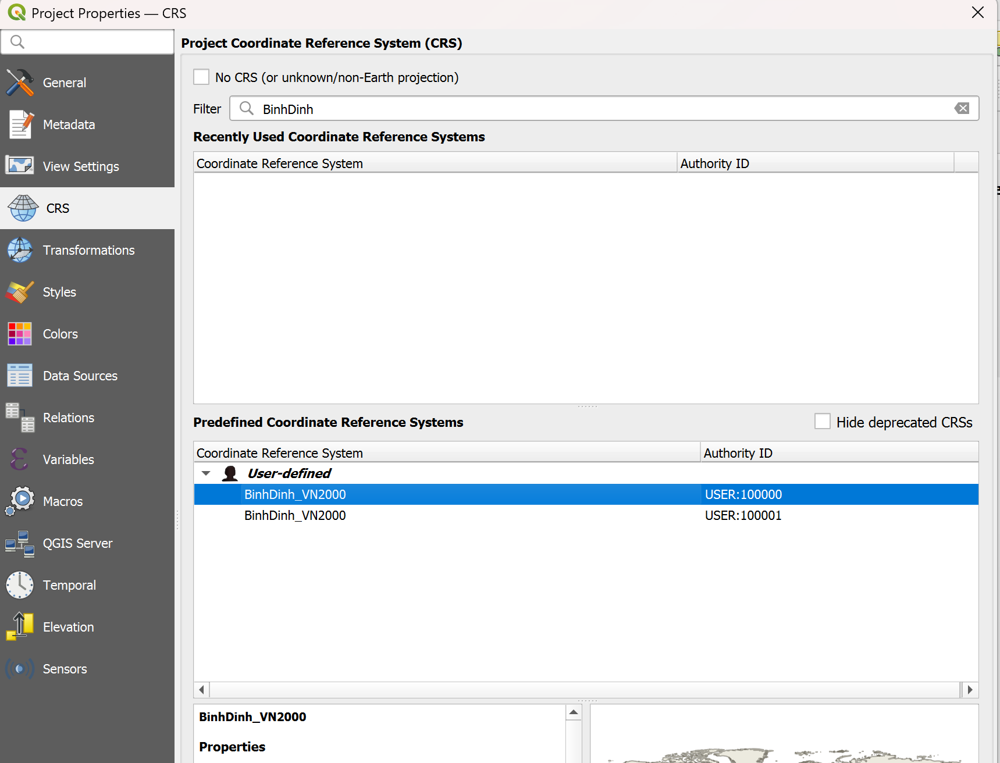 Project Properties — CRS
Project Coordinate Reference System (CRS)
General
Metadata
View Settings
CRS
Transformations
Styles
Colors
Data Sources
Relations
Variables
Macros
QGIS Server
Temporal
Elevation
Sensors
No CRS (or unknown/non-Earth projection)
Filter BinhDinh
Recently Used Coordinate Reference Systems
Coordinate Reference System Authority ID
Predefined Coordinate Reference Systems Hide deprecated CRSs
Coordinate Reference System Authority ID
User-defined
BinhDinh_VN2000 USER:100000
BinhDinh_VN2000 USER:100001
BinhDinh_VN2000
Properties